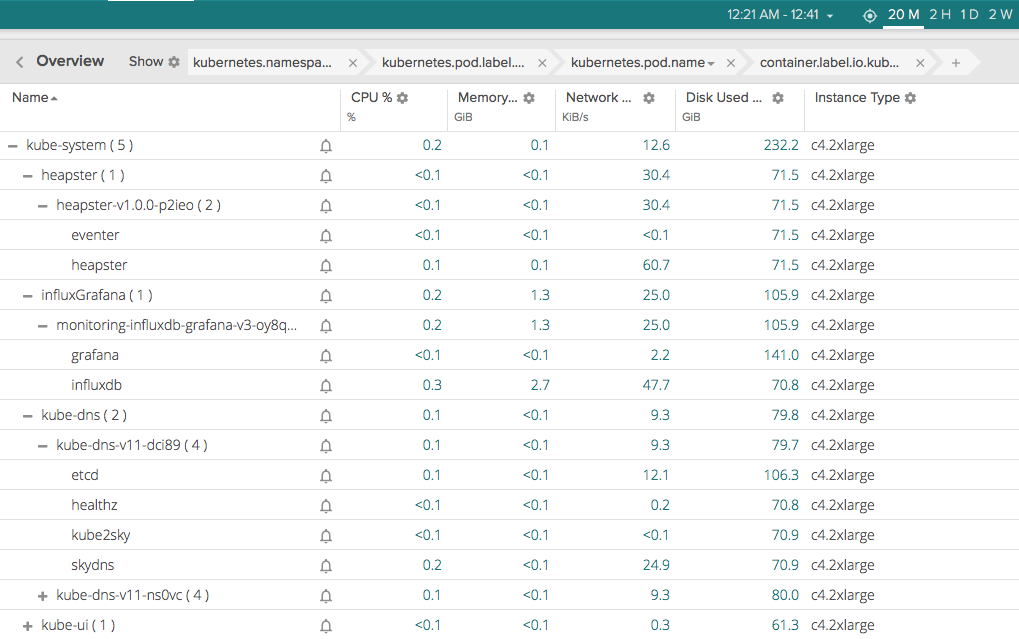 12:21 AM - 12:41 20 M 2 H 1 D 2 W
Overview Show kubernetes.namespa... × kubernetes.pod.label.... × kubernetes.pod.name × container.label.io.kub... × +
Name CPU % Memory... Network ... Disk Used ... Instance Type
% GiB KiB/s GiB
− kube-system ( 5 ) 0.2 0.1 12.6 232.2 c4.2xlarge
− heapster ( 1 ) <0.1 <0.1 30.4 71.5 c4.2xlarge
− heapster-v1.0.0-p2ieo ( 2 ) <0.1 <0.1 30.4 71.5 c4.2xlarge
eventer <0.1 <0.1 <0.1 71.5 c4.2xlarge
heapster 0.1 0.1 60.7 71.5 c4.2xlarge
− influxGrafana ( 1 ) 0.2 1.3 25.0 105.9 c4.2xlarge
− monitoring-influxdb-grafana-v3-oy8q... 0.2 1.3 25.0 105.9 c4.2xlarge
grafana <0.1 <0.1 2.2 141.0 c4.2xlarge
influxdb 0.3 2.7 47.7 70.8 c4.2xlarge
− kube-dns ( 2 ) 0.1 <0.1 9.3 79.8 c4.2xlarge
− kube-dns-v11-dci89 ( 4 ) 0.1 <0.1 9.3 79.7 c4.2xlarge
etcd 0.1 <0.1 12.1 106.3 c4.2xlarge
healthz <0.1 <0.1 0.2 70.8 c4.2xlarge
kube2sky <0.1 <0.1 <0.1 70.9 c4.2xlarge
skydns 0.2 <0.1 24.9 70.9 c4.2xlarge
+ kube-dns-v11-ns0vc ( 4 ) 0.1 <0.1 9.3 80.0 c4.2xlarge
+ kube-ui ( 1 ) <0.1 <0.1 0.3 61.3 c4.2xlarge